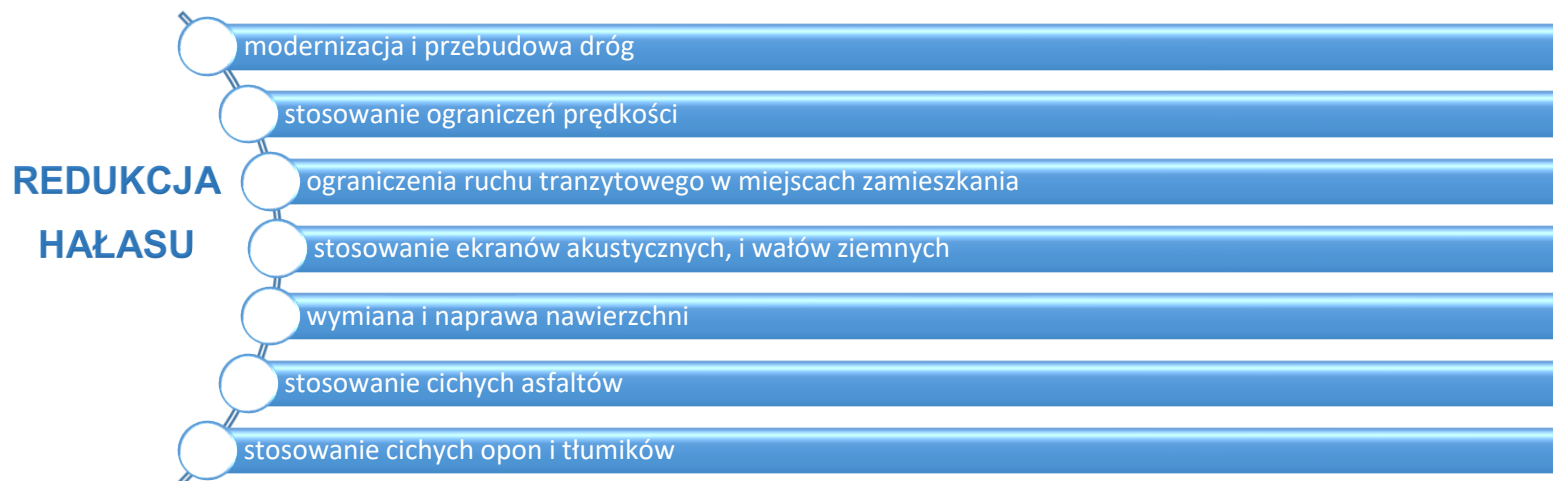 modernizacja i przebudowa dróg
stosowanie ograniczeń prędkości
REDUKCJA
HAŁASU
ograniczenia ruchu tranzytowego w miejscach zamieszkania
stosowanie ekranów akustycznych, i wałów ziemnych
wymiana i naprawa nawierzchni
stosowanie cichych asfaltów
stosowanie cichych opon i tłumików